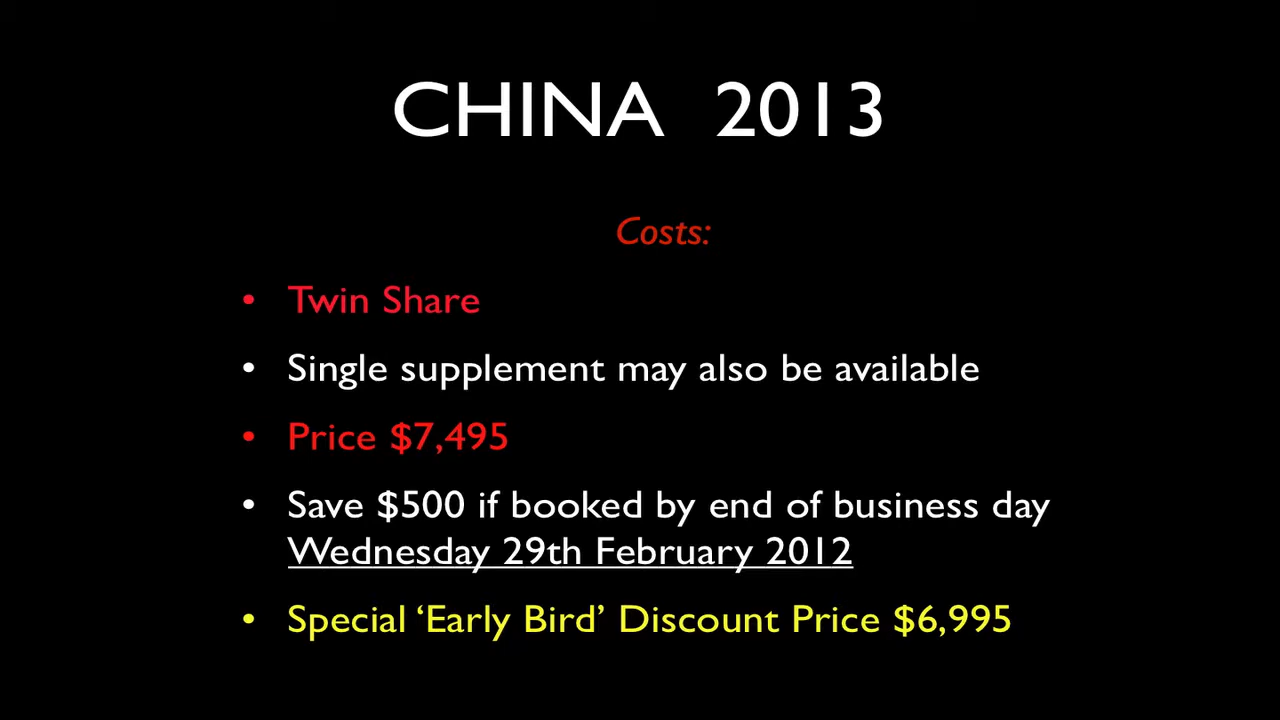 CHINA 2013
Costs:
• Twin Share
• Single supplement may also be available
• Price $7,495
• Save $500 if booked by end of business day
Wednesday 29th February 2012
• Special ‘Early Bird’ Discount Price $6,995